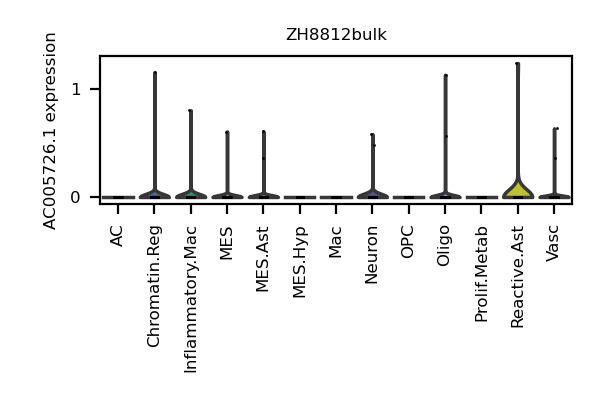 ZH8812bulk
AC005726.1 expression
1
0
AC
Chromatin.Reg
Inflammatory.Mac
MES
MES.Ast
MES.Hyp
Mac
Neuron
OPC
Oligo
Prolif.Metab
Reactive.Ast
Vasc